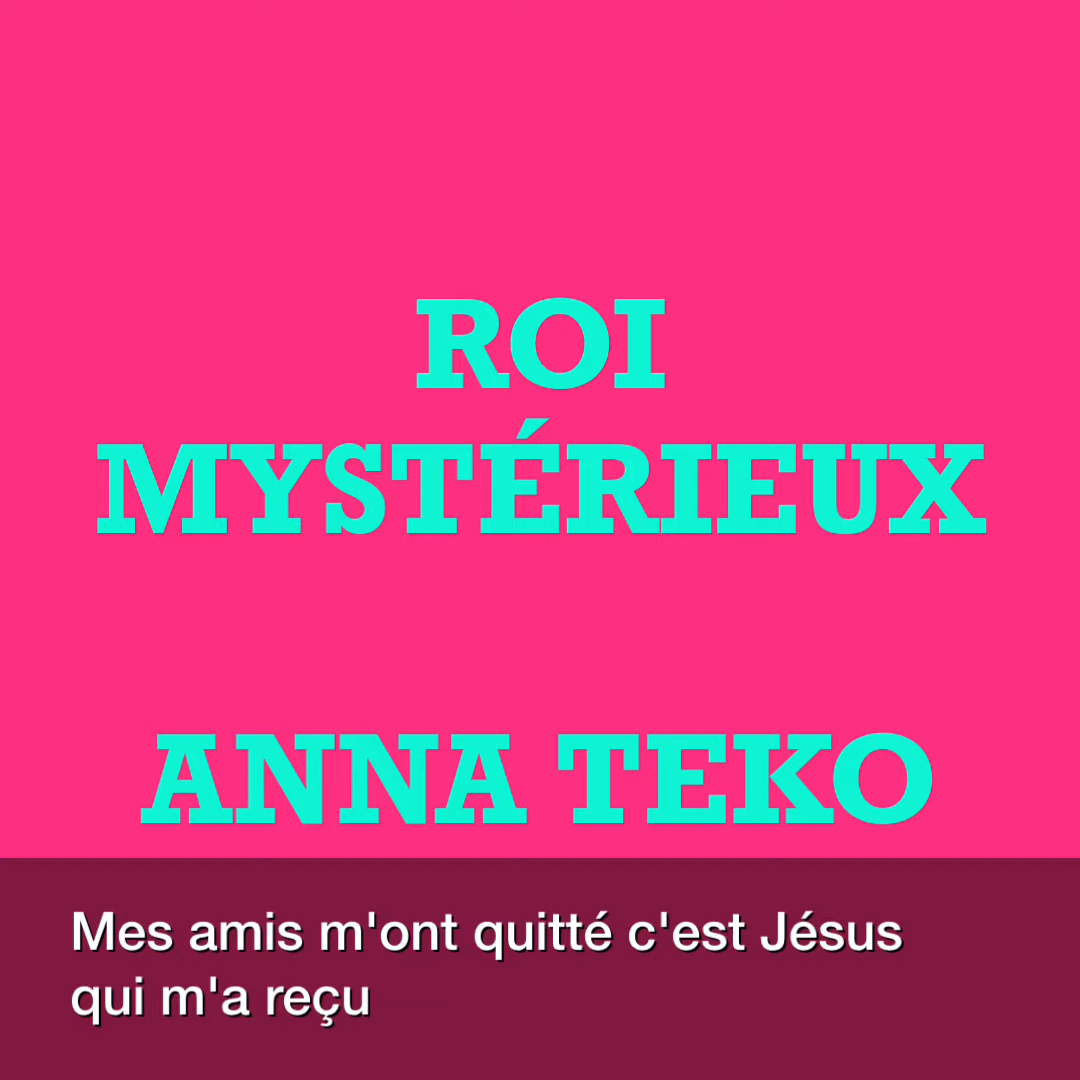 ROI
MYSTÉRIEUX
ANNA TEKO
Mes amis m'ont quitté c'est Jésus
qui m'a reçu